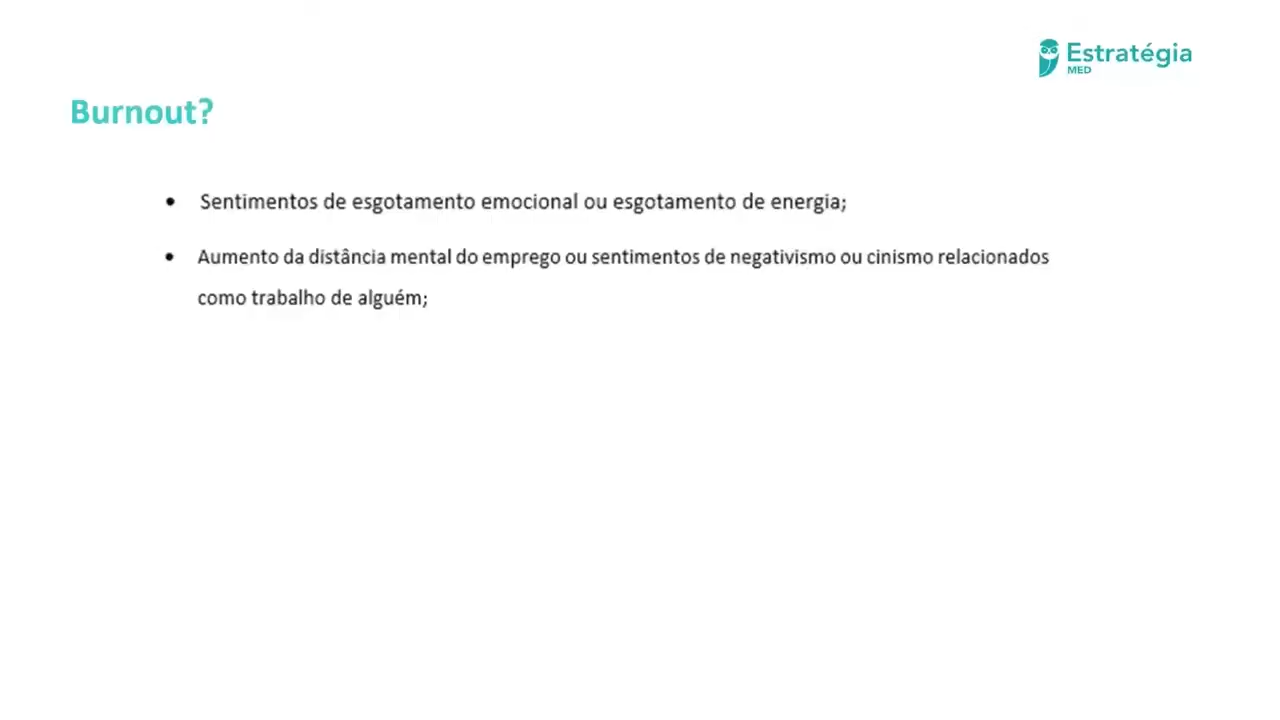 Estratégia
MED
Burnout?
• Sentimentos de esgotamento emocional ou esgotamento de energia;
• Aumento da distância mental do emprego ou sentimentos de negativismo ou cinismo relacionados
como trabalho de alguém;